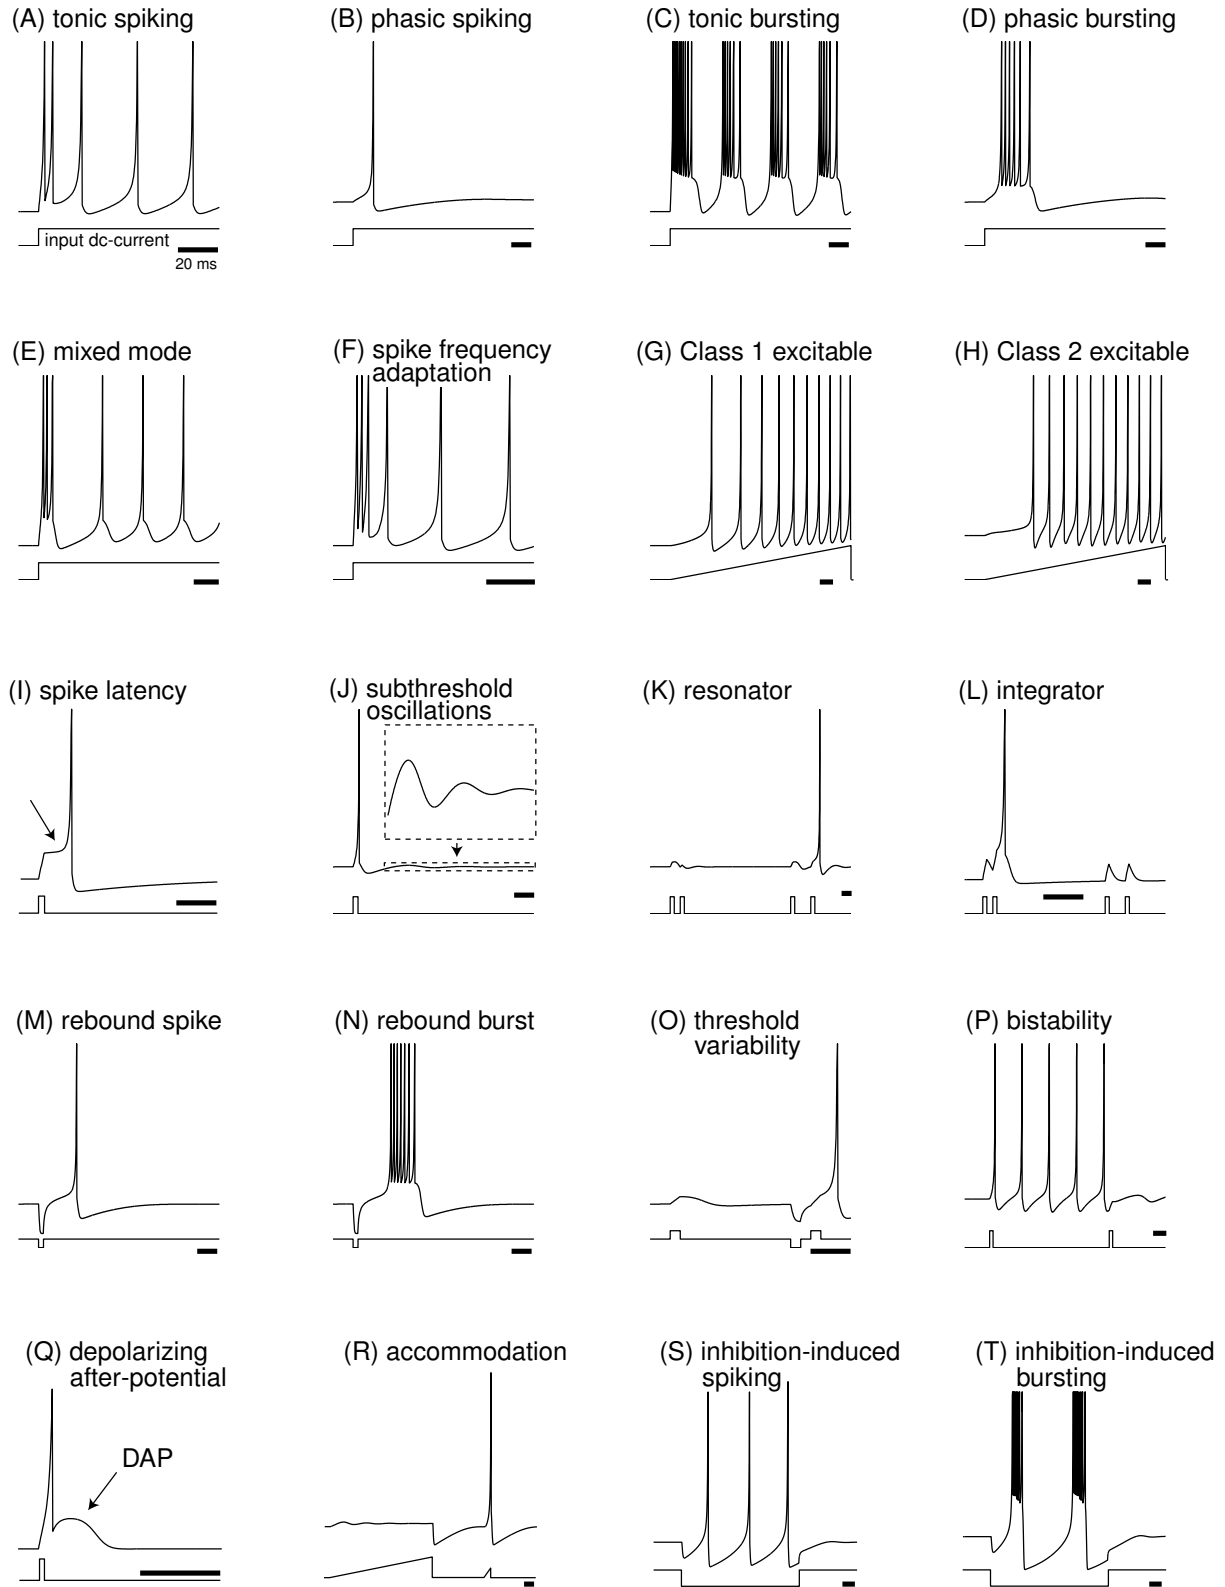 (A) tonic spiking
(B) phasic spiking
(C) tonic bursting
(D) phasic bursting
input dc-current
20 ms
(E) mixed mode
(F) spike frequency
adaptation
(G) Class 1 excitable
(H) Class 2 excitable
(I) spike latency
(J) subthreshold
oscillations
(K) resonator
(L) integrator
(M) rebound spike
(N) rebound burst
(O) threshold
variability
(P) bistability
(Q) depolarizing
after-potential
DAP
(R) accommodation
(S) inhibition-induced
spiking
(T) inhibition-induced
bursting